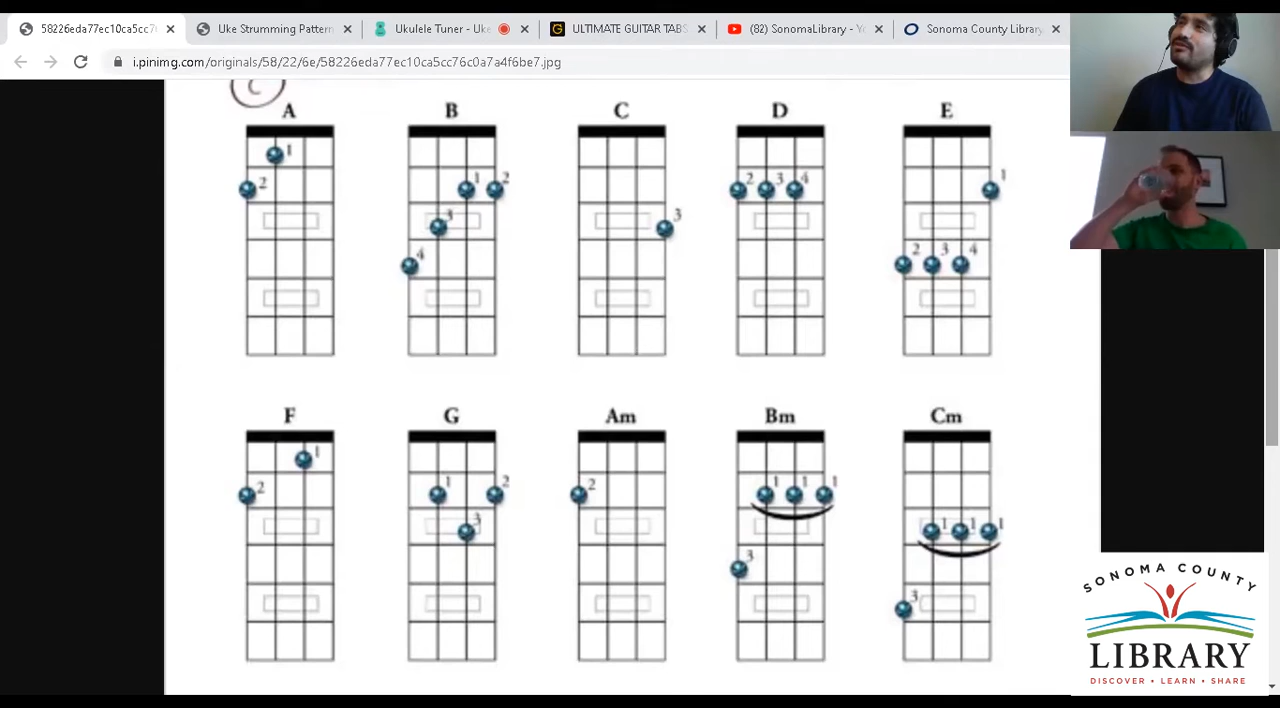 58226eda77ec10ca5cc7
Uke Strumming Pattern
Ukulele Tuner - Uk
ULTIMATE GUITAR TABS
(82) SonomaLibrary - Yo
Sonoma County Library
i.pinimg.com/originals/58/22/6e/58226eda77ec10ca5cc76c0a7a4f6be7.jpg
C
A B C D E
1 1 2 2 3 4 1
2 3 3
4 2 3 4
F G Am Bm Cm
1 1 2 2 1 1 1
2 3 1 1 1
3
3
SONOMA COUNTY
LIBRARY
DISCOVER • LEARN • SHARE